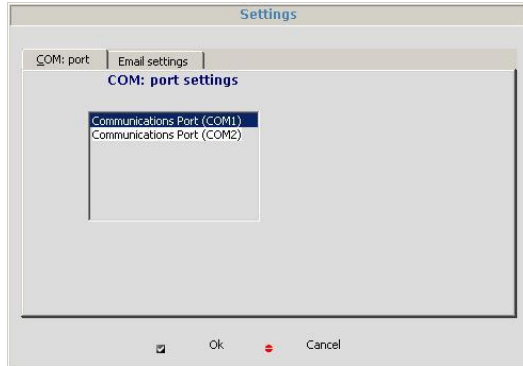 Settings
COM: port
Email settings
COM: port settings
Communications Port (COM1)
Communications Port (COM2)
Ok
Cancel